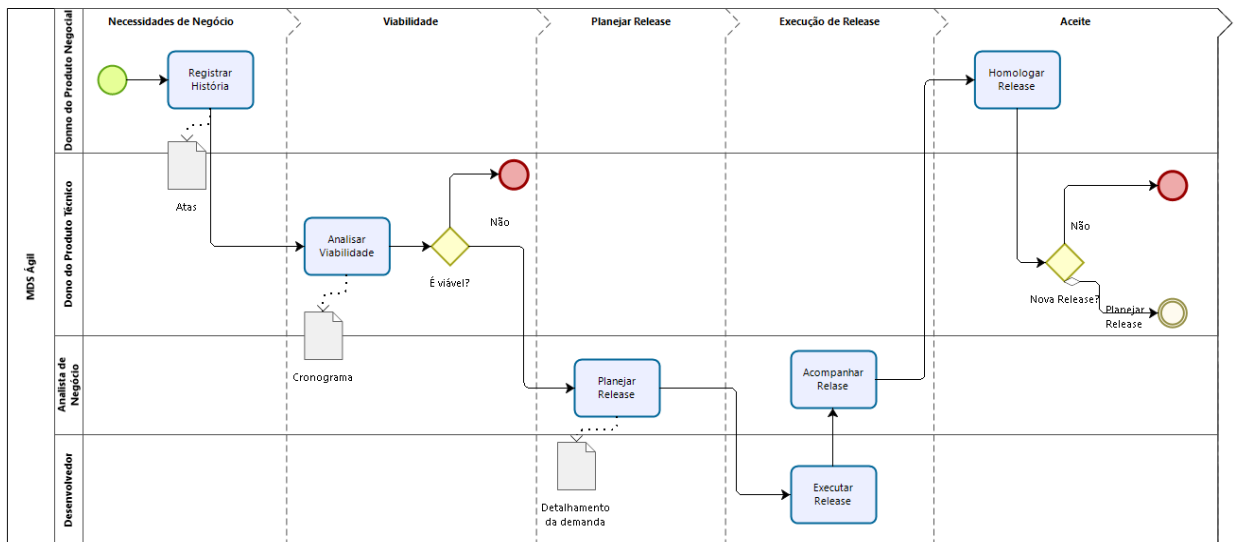 Necessidades de Negócio
Viabilidade
Planejar Release
Execução de Release
Aceite
MDS Ágil
Donno do Produto Negocial
Registrar
História
Atas
Homologar
Release
Dono do Produto Técnico
Analisar
Viabilidade
Cronograma
É viável?
Não
Não
Nova Release?
Planejar
Release
Analista de
Negócio
Planejar
Release
Detalhamento
da demanda
Acompanhar
Relase
Desenvolvedor
Executar
Release